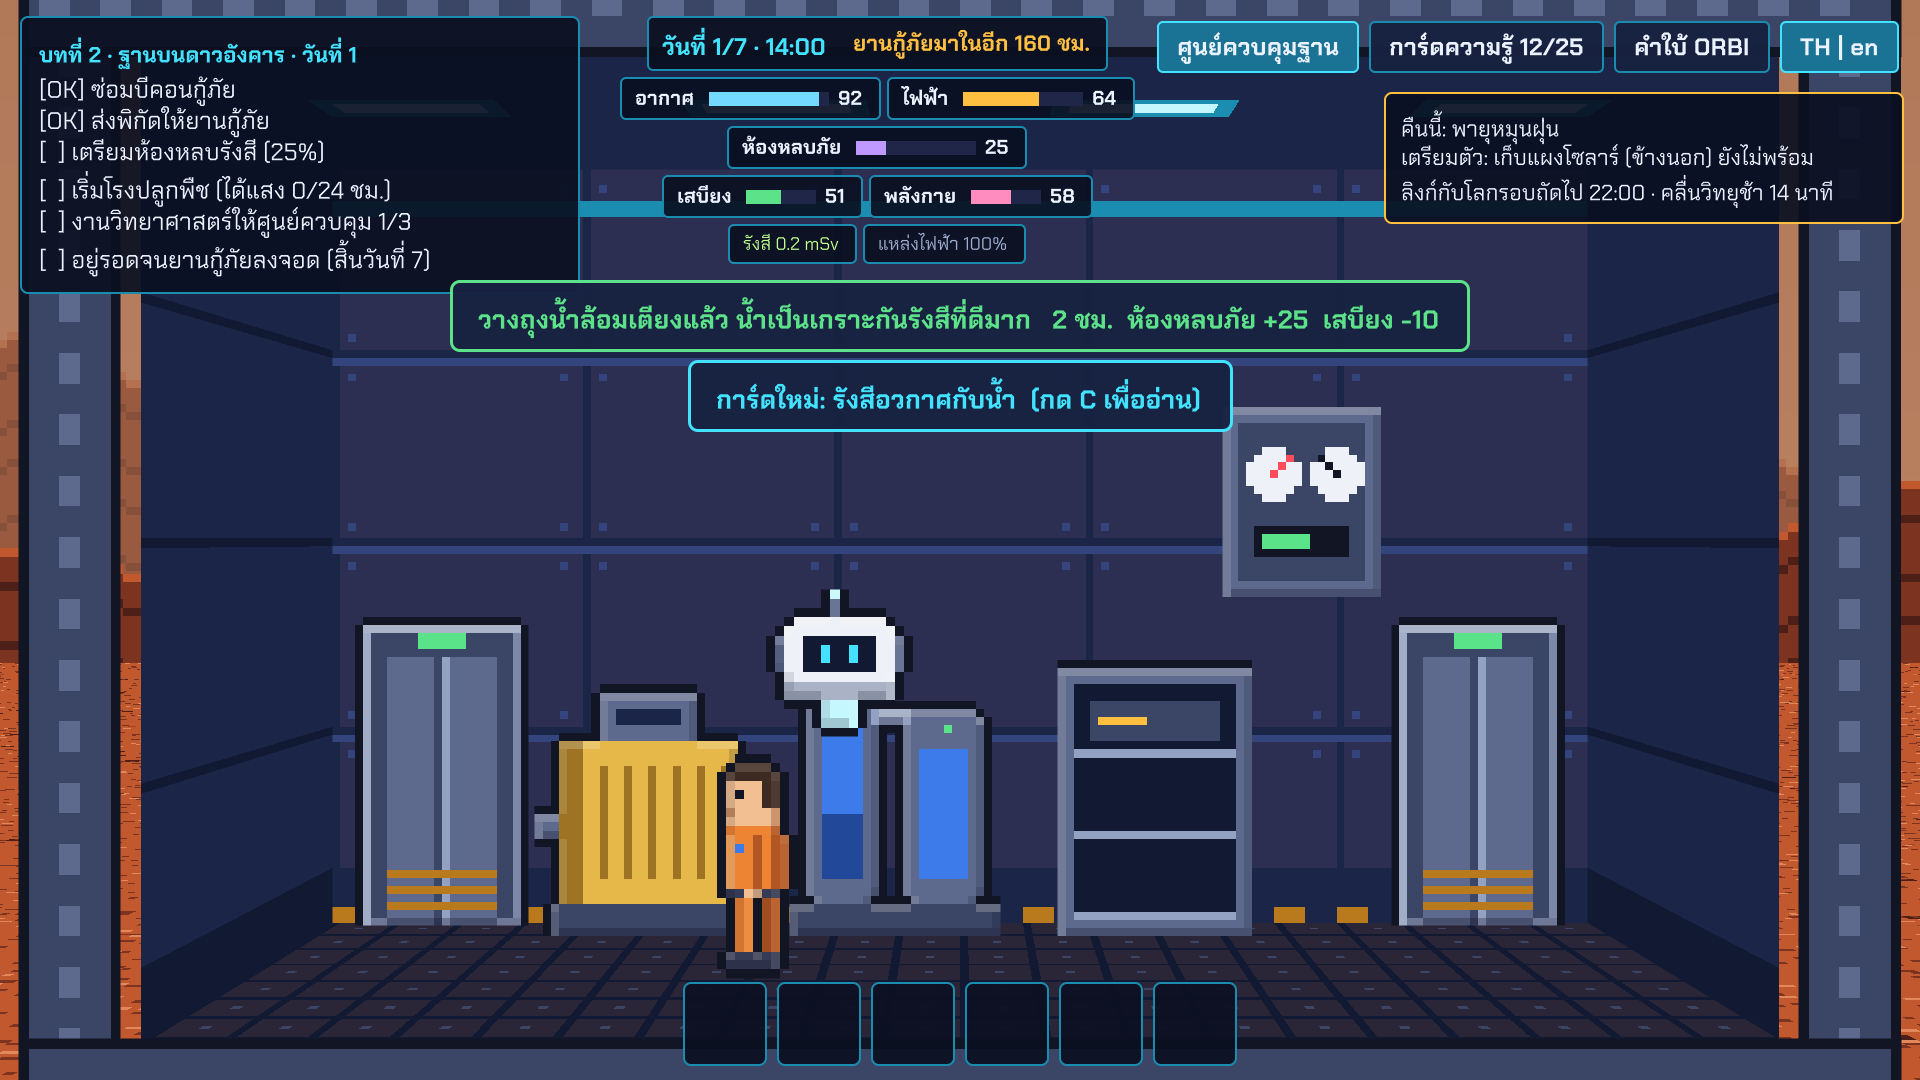 บทที่ 2 · ฐานบนดาวอังคาร · วันที่ 1
[OK] ซ่อมบีคอนกู้ภัย
[OK] ส่งพิกัดให้ยานกู้ภัย
[ ] เตรียมห้องหลบรังสี (25%)
[ ] เริ่มโรงปลูกพืช (ได้แสง 0/24 ชม.)
[ ] งานวิทยาศาสตร์ให้ศูนย์ควบคุม 1/3
[ ] อยู่รอดจนยานกู้ภัยลงจอด (สิ้นวันที่ 7)
วันที่ 1/7 · 14:00 ยานกู้ภัยมาในอีก 160 ชม.
อากาศ 92 ไฟฟ้า 64
ห้องหลบภัย 25
เสบียง 51 พลังกาย 58
รังสี 0.2 mSv แหล่งไฟฟ้า 100%
ศูนย์ควบคุมฐาน การ์ดความรู้ 12/25 คำใบ้ ORBI TH | en
คืนนี้: พายุหมุนฝุ่น
เตรียมตัว: เก็บแผงโซลาร์ (ข้างนอก) ยังไม่พร้อม
ลิงก์กับโลกรอบถัดไป 22:00 · คลื่นวิทยุช้า 14 นาที
วางถุงน้ำล้อมเตียงแล้ว น้ำเป็นเกราะกันรังสีที่ดีมาก 2 ชม. ห้องหลบภัย +25 เสบียง -10
การ์ดใหม่: รังสีอวกาศกับน้ำ (กด C เพื่ออ่าน)